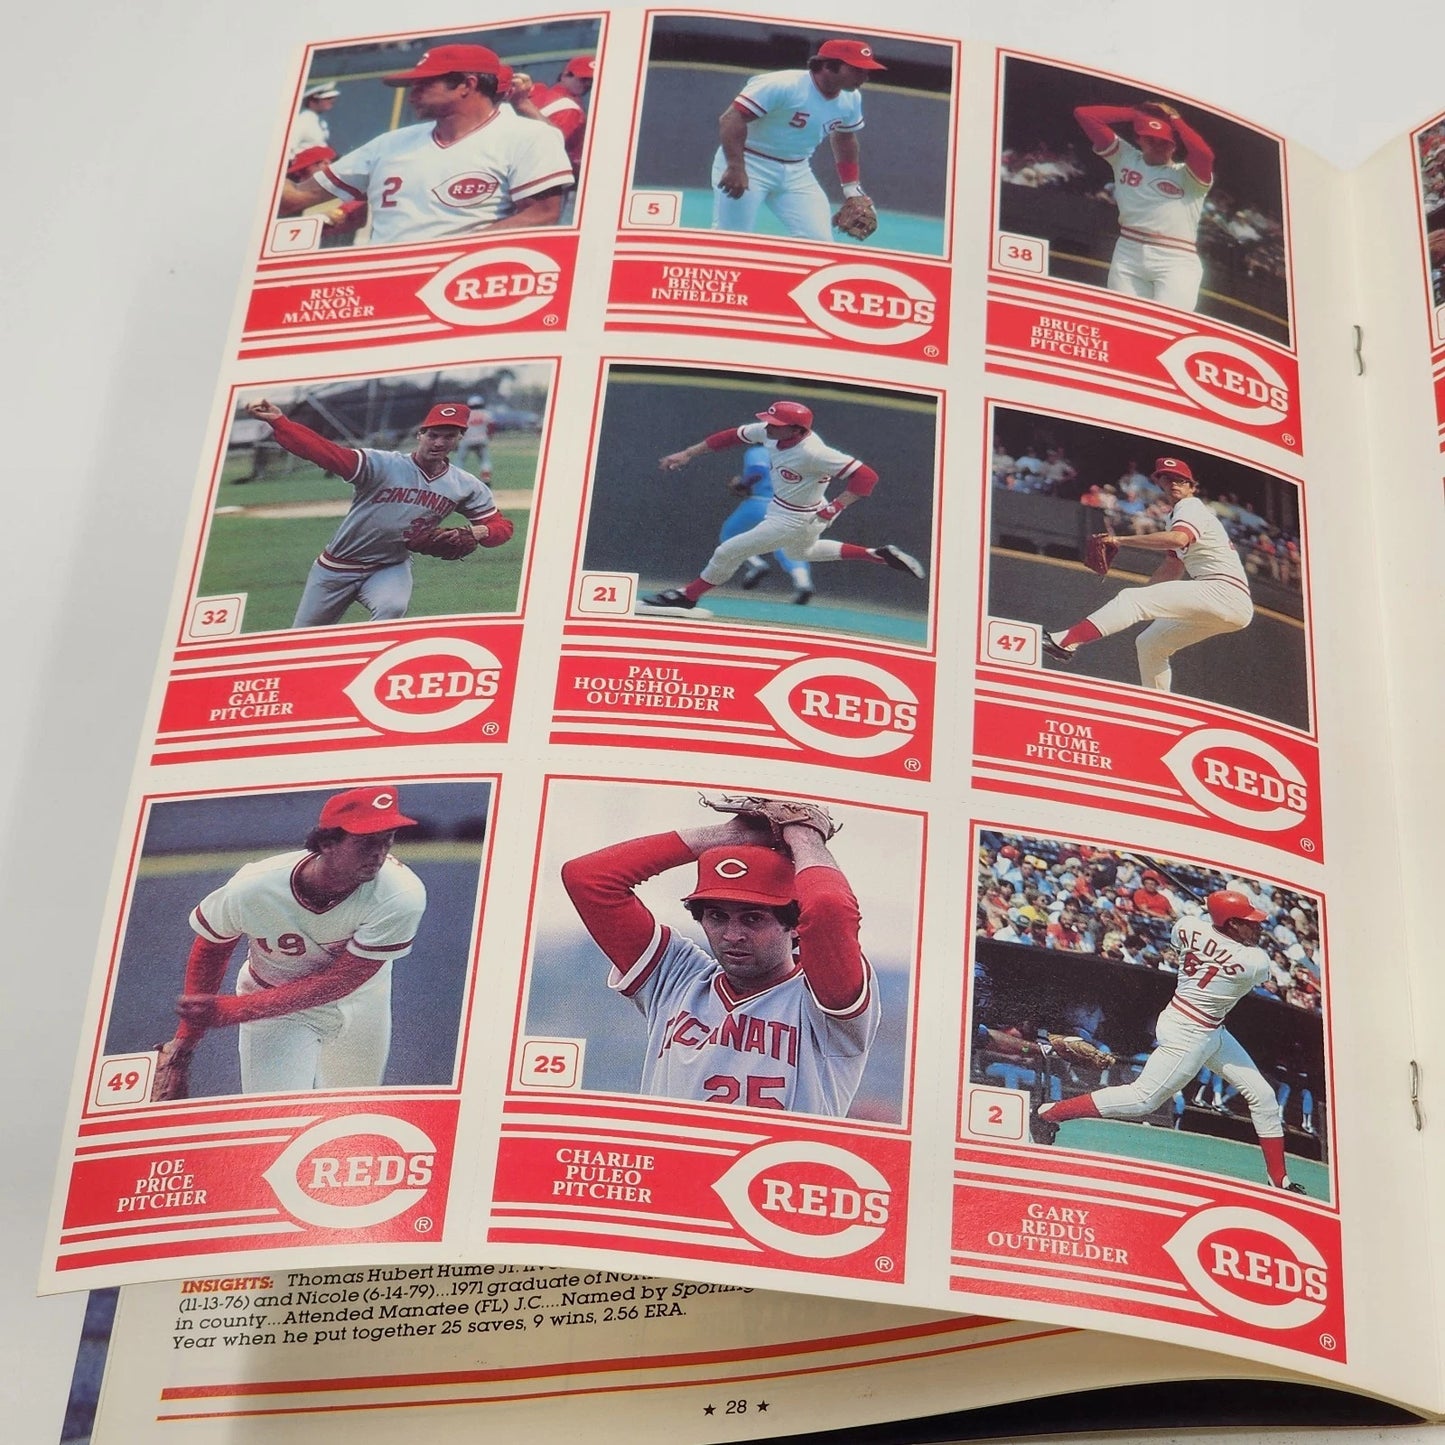 2
REDS
7
RUSS
NIXON
MANAGER
REDS
®
5
5
JOHNNY
BENCH
INFIELDER
REDS
®
38
38
BRUCE
BERENYI
PITCHER
REDS
®
CINCINNATI
32
RICH
GALE
PITCHER
REDS
®
21
PAUL
HOUSEHOLDER
OUTFIELDER
REDS
®
47
TOM
HUME
PITCHER
REDS
®
49
49
JOE
PRICE
PITCHER
REDS
®
CINCINNATI
25
25
CHARLIE
PULEO
PITCHER
REDS
®
REDUS
2
GARY
REDUS
OUTFIELDER
REDS
®
INSIGHTS: Thomas Hubert Hume Jr.
(11-13-76) and Nicole (6-14-79)...1971 graduate of
in county...Attended Manatee (FL) J.C....Named by Sporting
Year when he put together 25 saves, 9 wins, 2.56 ERA.
★ 28 ★